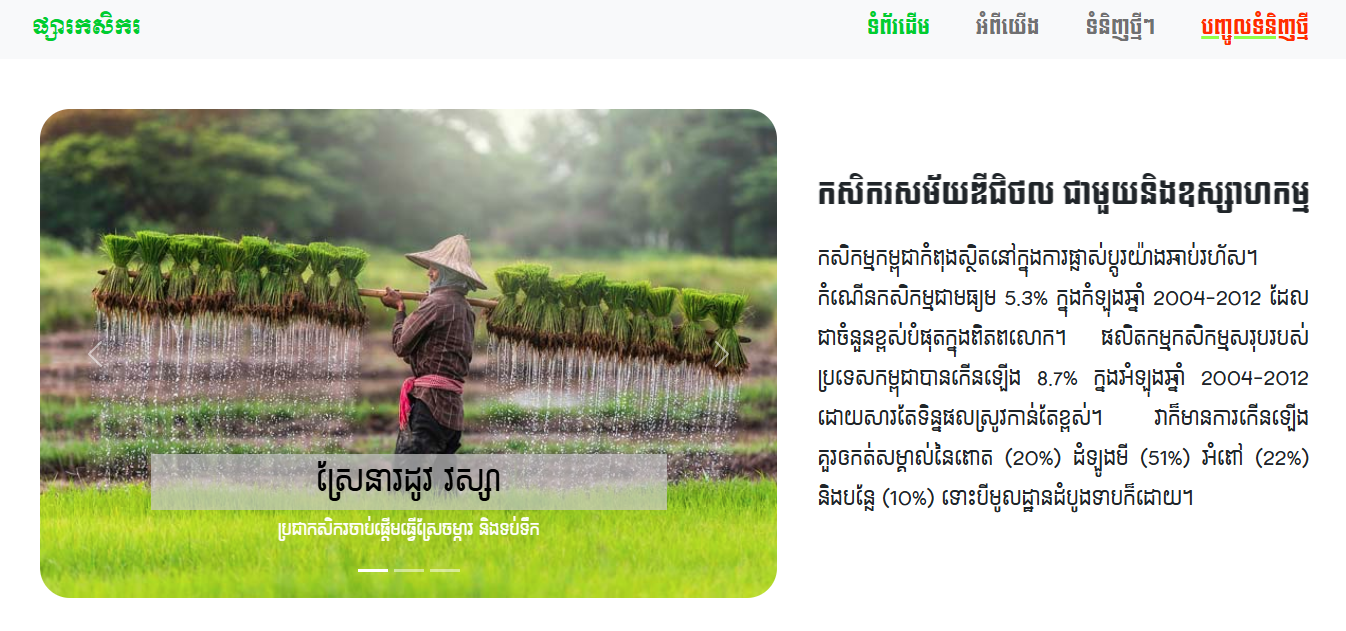 ផ្សារកសិករ
ទំព័រដើម
អំពីយើង
ទំនិញថ្មីៗ
បញ្ចូលទំនិញថ្មី
កសិករសម័យឌីជិថល ជាមួយនិងឧស្សាហកម្ម
កសិកម្មកម្ពុជាកំពុងស្ថិតនៅក្នុងការផ្លាស់ប្តូរយ៉ាងឆាប់រហ័ស។
កំណើនកសិកម្មជាមធ្យម 5.3% ក្នុងកំឡុងឆ្នាំ 2004-2012 ដែល
ជាចំនួនខ្ពស់បំផុតក្នុងពិភពលោក។ ផលិតកម្មកសិកម្មសរុបរបស់
ប្រទេសកម្ពុជាបានកើនឡើង 8.7% ក្នុងអំឡុងឆ្នាំ 2004-2012
ដោយសារតែទិន្នផលស្រូវកាន់តែខ្ពស់។ វាក៏មានការកើនឡើង
គួរឲកត់សម្គាល់នៃពោត (20%) ដំឡូងមី (51%) អំពៅ (22%)
និងបន្លែ (10%) ទោះបីមូលដ្ឋានដំបូងទាបក៏ដោយ។
ស្រែនារដូវ វស្សា
ប្រជាកសិករចាប់ផ្តើមធ្វើស្រែចម្ការ និងទប់ទឹក